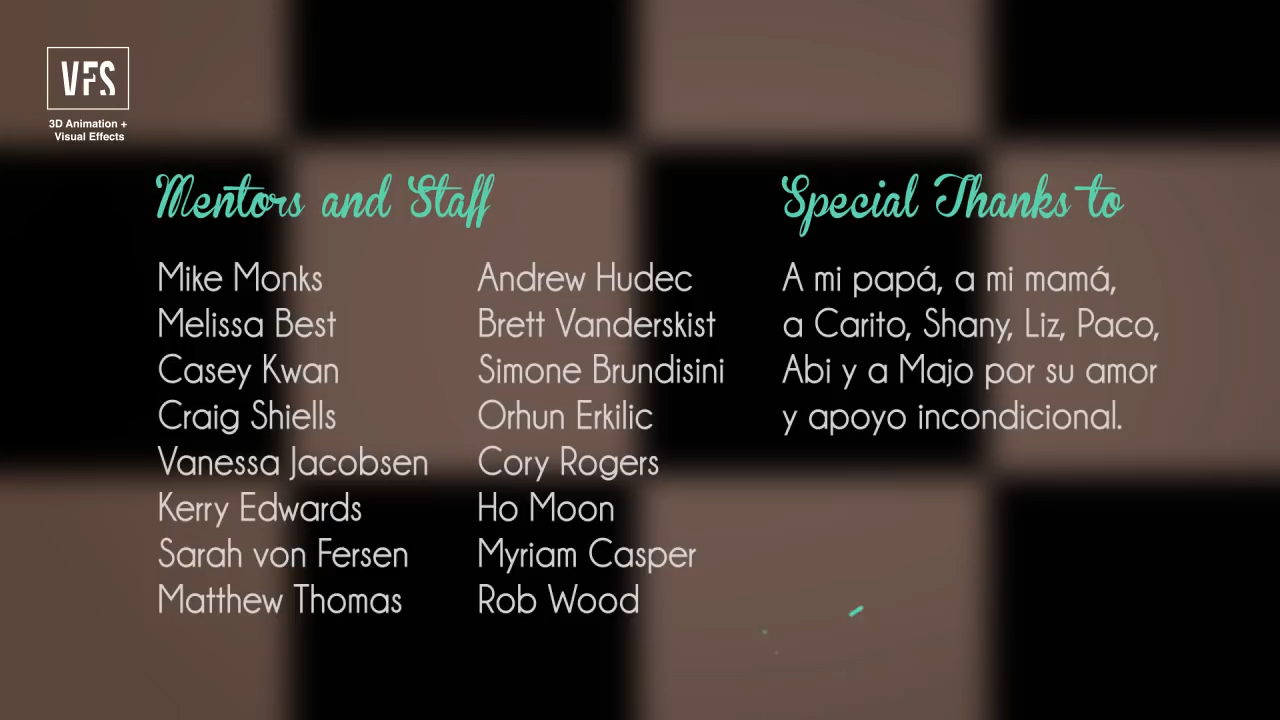 VFS
3D Animation +
Visual Effects
Mentors and Staff
Mike Monks
Melissa Best
Casey Kwan
Craig Shiells
Vanessa Jacobsen
Kerry Edwards
Sarah von Fersen
Matthew Thomas
Andrew Hudec
Brett Vanderskist
Simone Brundisini
Orhun Erkilic
Cory Rogers
Ho Moon
Myriam Casper
Rob Wood
Special Thanks to
A mi papá, a mi mamá,
a Carito, Shany, Liz, Paco,
Abi y a Majo por su amor
y apoyo incondicional.